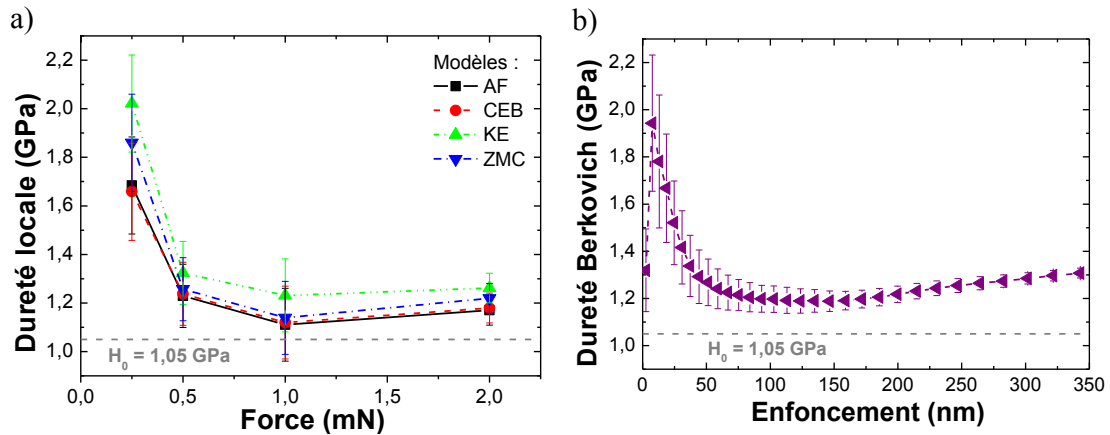 a)
Dureté locale (GPa)
2,2
2,0
1,8
1,6
1,4
1,2
1,0
Modèles :
AF
CEB
KE
ZMC
H₀ = 1,05 GPa
0,0 0,5 1,0 1,5 2,0
Force (mN)
b)
Dureté Berkovich (GPa)
2,2
2,0
1,8
1,6
1,4
1,2
1,0
H₀ = 1,05 GPa
0 50 100 150 200 250 300 350
Enfoncement (nm)